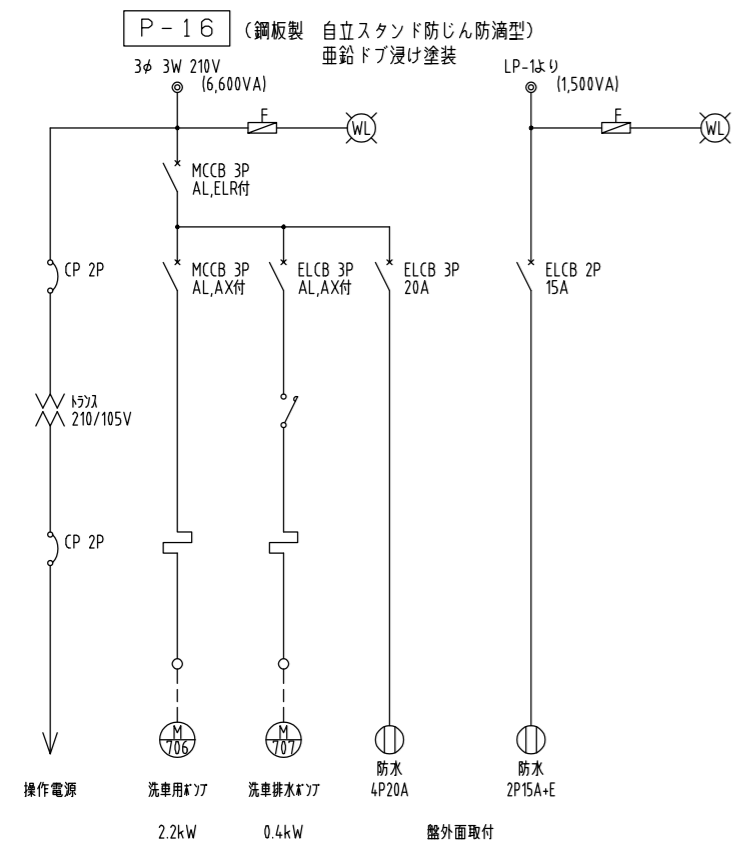 P-16 (鋼板製 自立スタンド防じん防滴型)
亜鉛ドブ浸け塗装
3φ 3W 210V
(6,600VA)
LP-1より
(1,500VA)
F
WL
F
WL
MCCB 3P
AL,ELR付
CP 2P
MCCB 3P
AL,AX付
ELCB 3P
AL,AX付
ELCB 3P
20A
ELCB 2P
15A
トランス
210/105V
CP 2P
M
706
M
707
操作電源
洗車用ポンプ
洗車排水ポンプ
防水
4P20A
防水
2P15A+E
2.2kW
0.4kW
盤外面取付